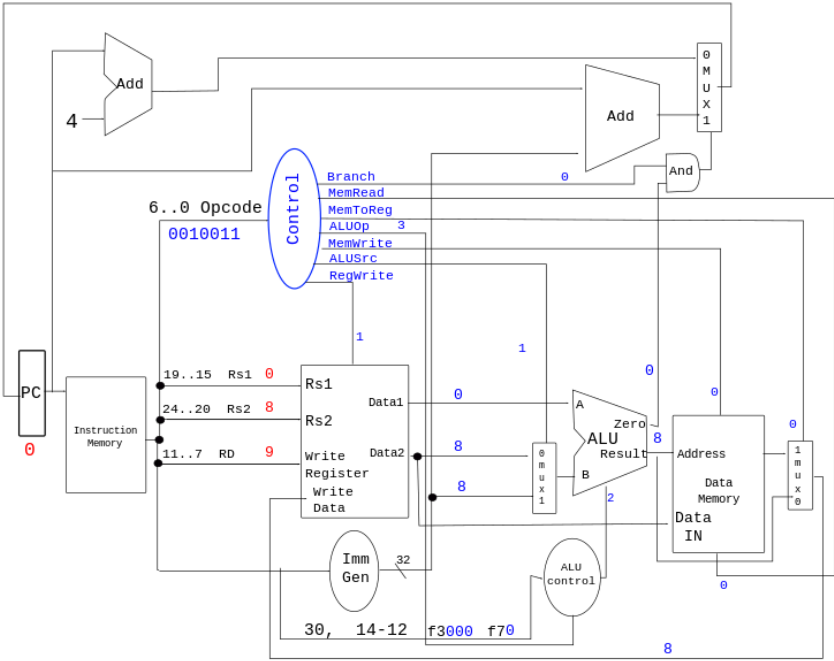 Add
4
Add
0
M
U
X
1
And
Branch 0
MemRead
MemToReg
ALUOp 3
MemWrite
ALUSrc
RegWrite
Control
6..0 Opcode
0010011
1
1
PC
0
Instruction
Memory
19..15 Rs1 0
24..20 Rs2 8
11..7 RD 9
Rs1
Rs2
Write
Register
Write
Data
Data1
Data2
0
8
8
0
m
u
x
1
A
B
ALU
Zero
Result
0
8
2
0
Address
Data
Memory
Data
IN
0
0
1
m
u
x
0
Imm
Gen
32
ALU
control
30, 14-12 f3000 f70
8